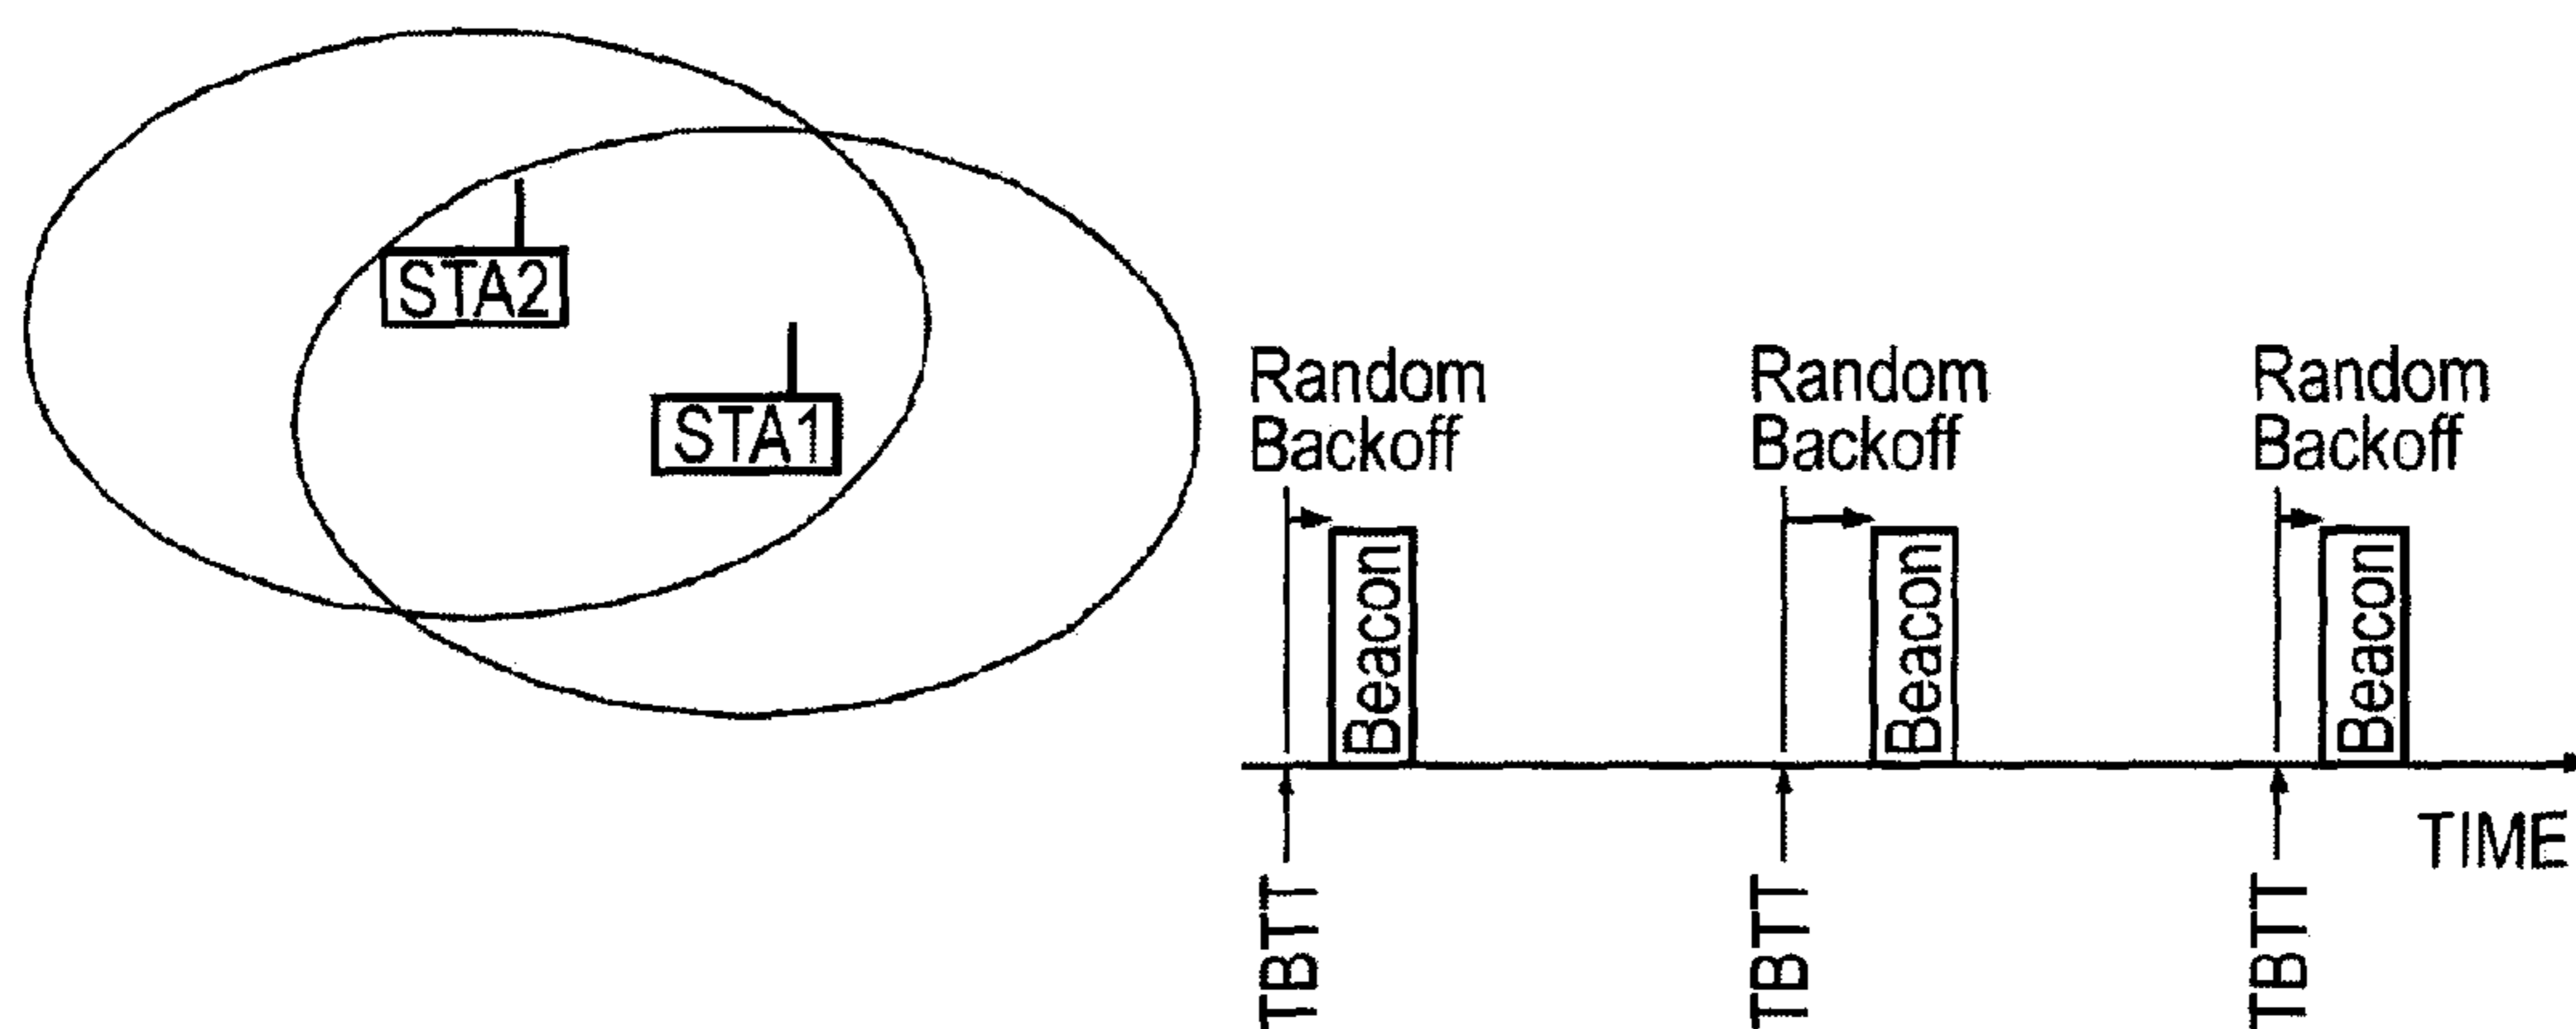 STA2
STA1
Random
Backoff
Random
Backoff
Random
Backoff
Beacon
Beacon
Beacon
TIME
TBTT
TBTT
TBTT